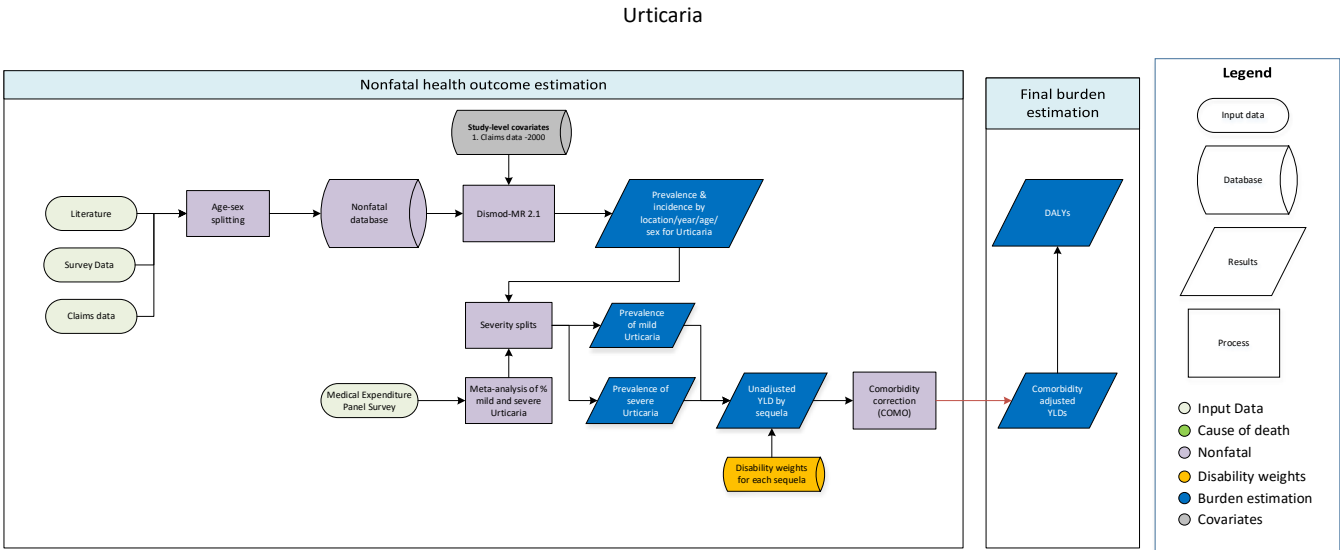 Urticaria
Nonfatal health outcome estimation
Study-level covariates
1. Claims data -2000
Literature
Survey Data
Claims data
Age-sex
splitting
Nonfatal
database
Dismod-MR 2.1
Prevalence &
incidence by
location/year/age/
sex for Urticaria
Severity splits
Prevalence
of mild
Urticaria
Medical Expenditure
Panel Survey
Meta-analysis of %
mild and severe
Urticaria
Prevalence of
severe
Urticaria
Unadjusted
YLD by
sequela
Comorbidity
correction
(COMO)
Disability weights
for each sequela
Final burden
estimation
DALYs
Comorbidity
adjusted
YLDs
Legend
Input data
Database
Results
Process
Input Data
Cause of death
Nonfatal
Disability weights
Burden estimation
Covariates